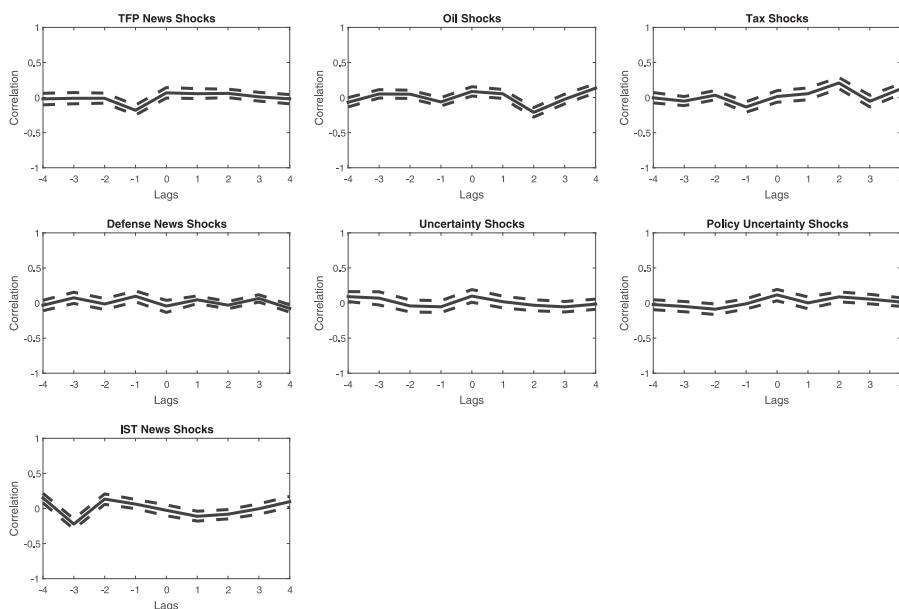 TFP News Shocks
1
0.5
0
-0.5
-1
Correlation
-4 -3 -2 -1 0 1 2 3 4
Lags
Oil Shocks
1
0.5
0
-0.5
-1
Correlation
-4 -3 -2 -1 0 1 2 3 4
Lags
Tax Shocks
1
0.5
0
-0.5
-1
Correlation
-4 -3 -2 -1 0 1 2 3 4
Lags
Defense News Shocks
1
0.5
0
-0.5
-1
Correlation
-4 -3 -2 -1 0 1 2 3 4
Lags
Uncertainty Shocks
1
0.5
0
-0.5
-1
Correlation
-4 -3 -2 -1 0 1 2 3 4
Lags
Policy Uncertainty Shocks
1
0.5
0
-0.5
-1
Correlation
-4 -3 -2 -1 0 1 2 3 4
Lags
IST News Shocks
1
0.5
0
-0.5
-1
Correlation
-4 -3 -2 -1 0 1 2 3 4
Lags